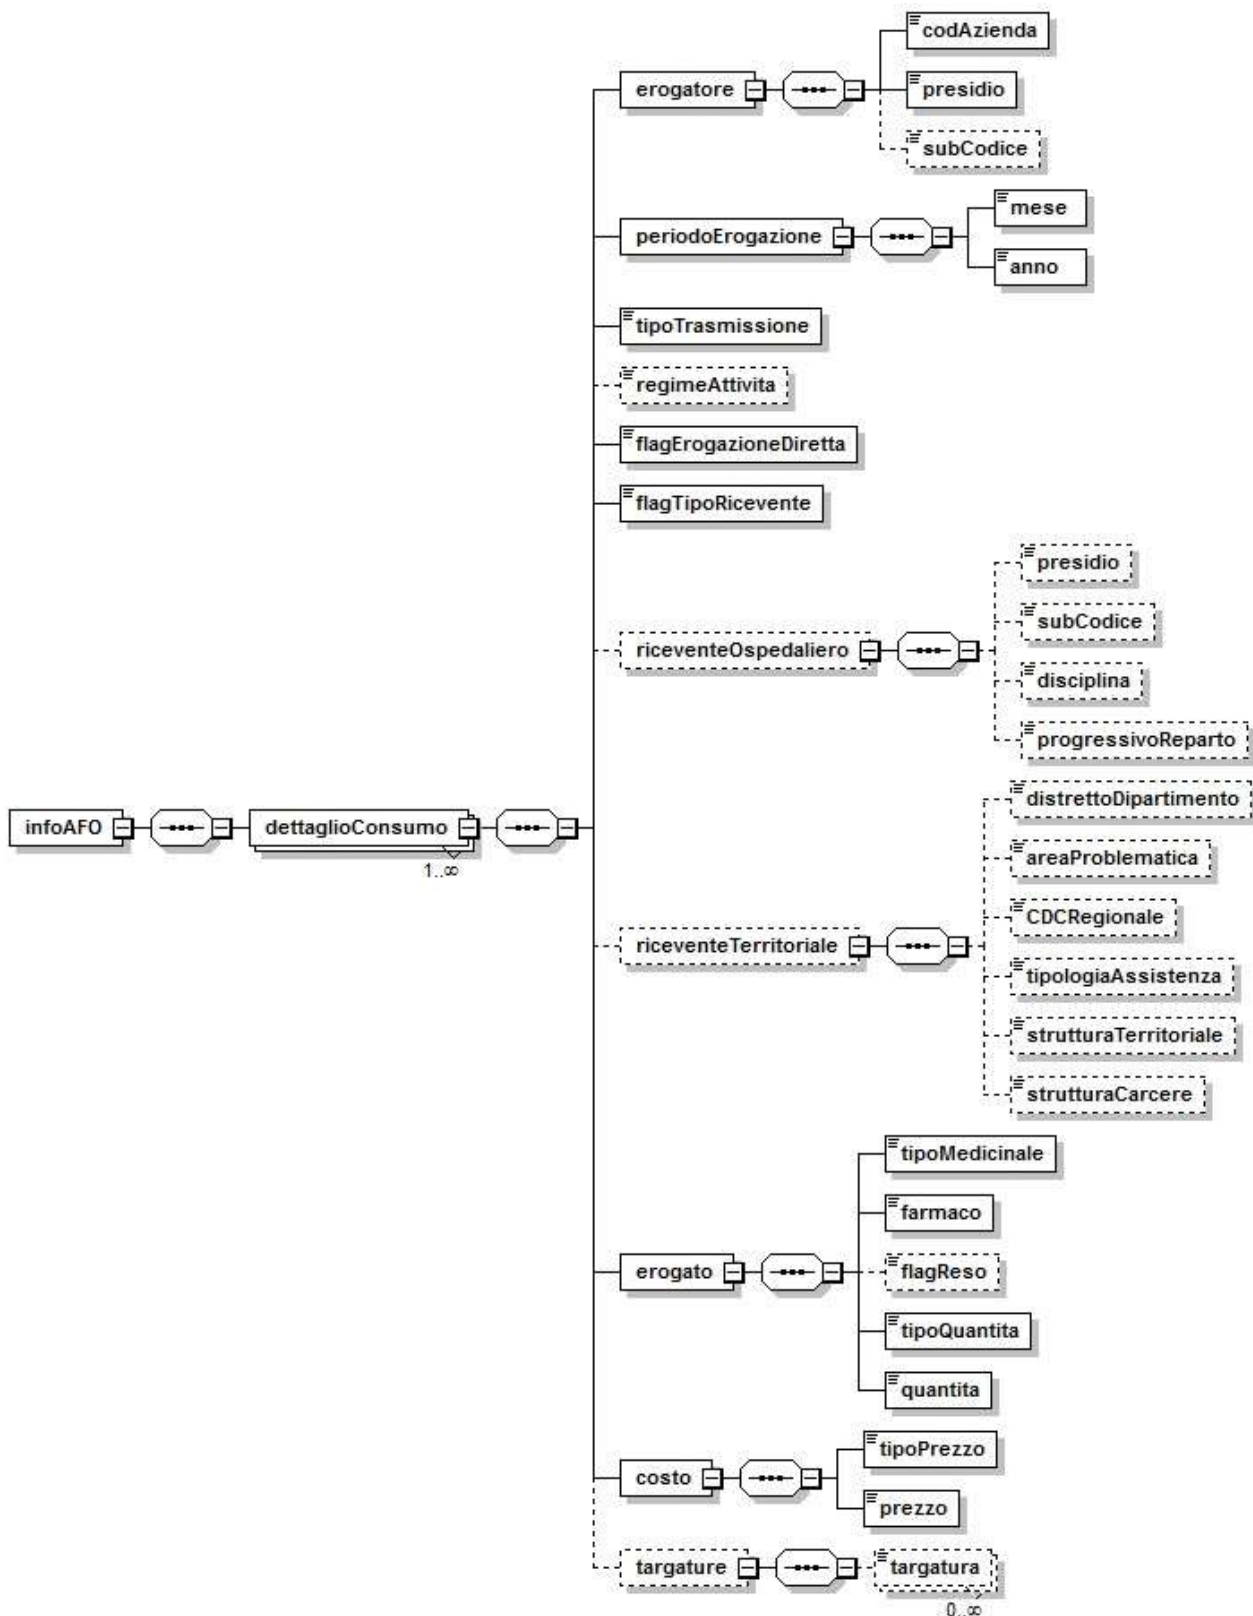 codAzienda
erogatore
presidio
subCodice
mese
periodoErogazione
anno
tipoTrasmissione
regimeAttivita
flagErogazioneDiretta
flagTipoRicevente
presidio
subCodice
riceventeOspedaliero
disciplina
progressivoReparto
infoAFO
dettaglioConsumo
1..∞
distrettoDipartimento
areaProblematica
CDCRegionale
riceventeTerritoriale
tipologiaAssistenza
strutturaTerritoriale
strutturaCarcere
tipoMedicinale
farmaco
erogato
flagReso
tipoQuantita
quantita
tipoPrezzo
costo
prezzo
targature
targatura
0..∞